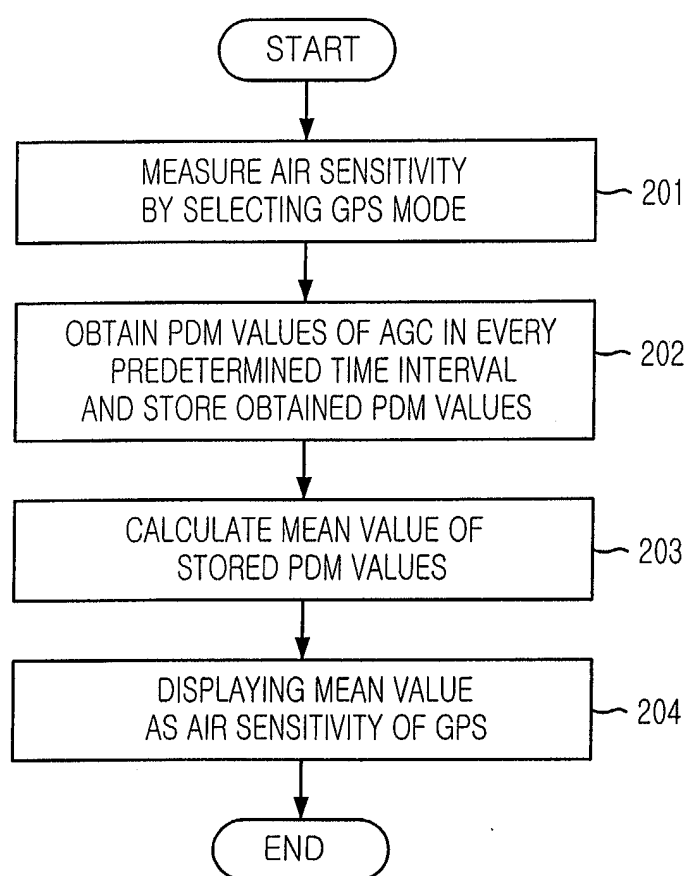 START
MEASURE AIR SENSITIVITY
BY SELECTING GPS MODE
201
OBTAIN PDM VALUES OF AGC IN EVERY
PREDETERMINED TIME INTERVAL
AND STORE OBTAINED PDM VALUES
202
CALCULATE MEAN VALUE OF
STORED PDM VALUES
203
DISPLAYING MEAN VALUE
AS AIR SENSITIVITY OF GPS
204
END